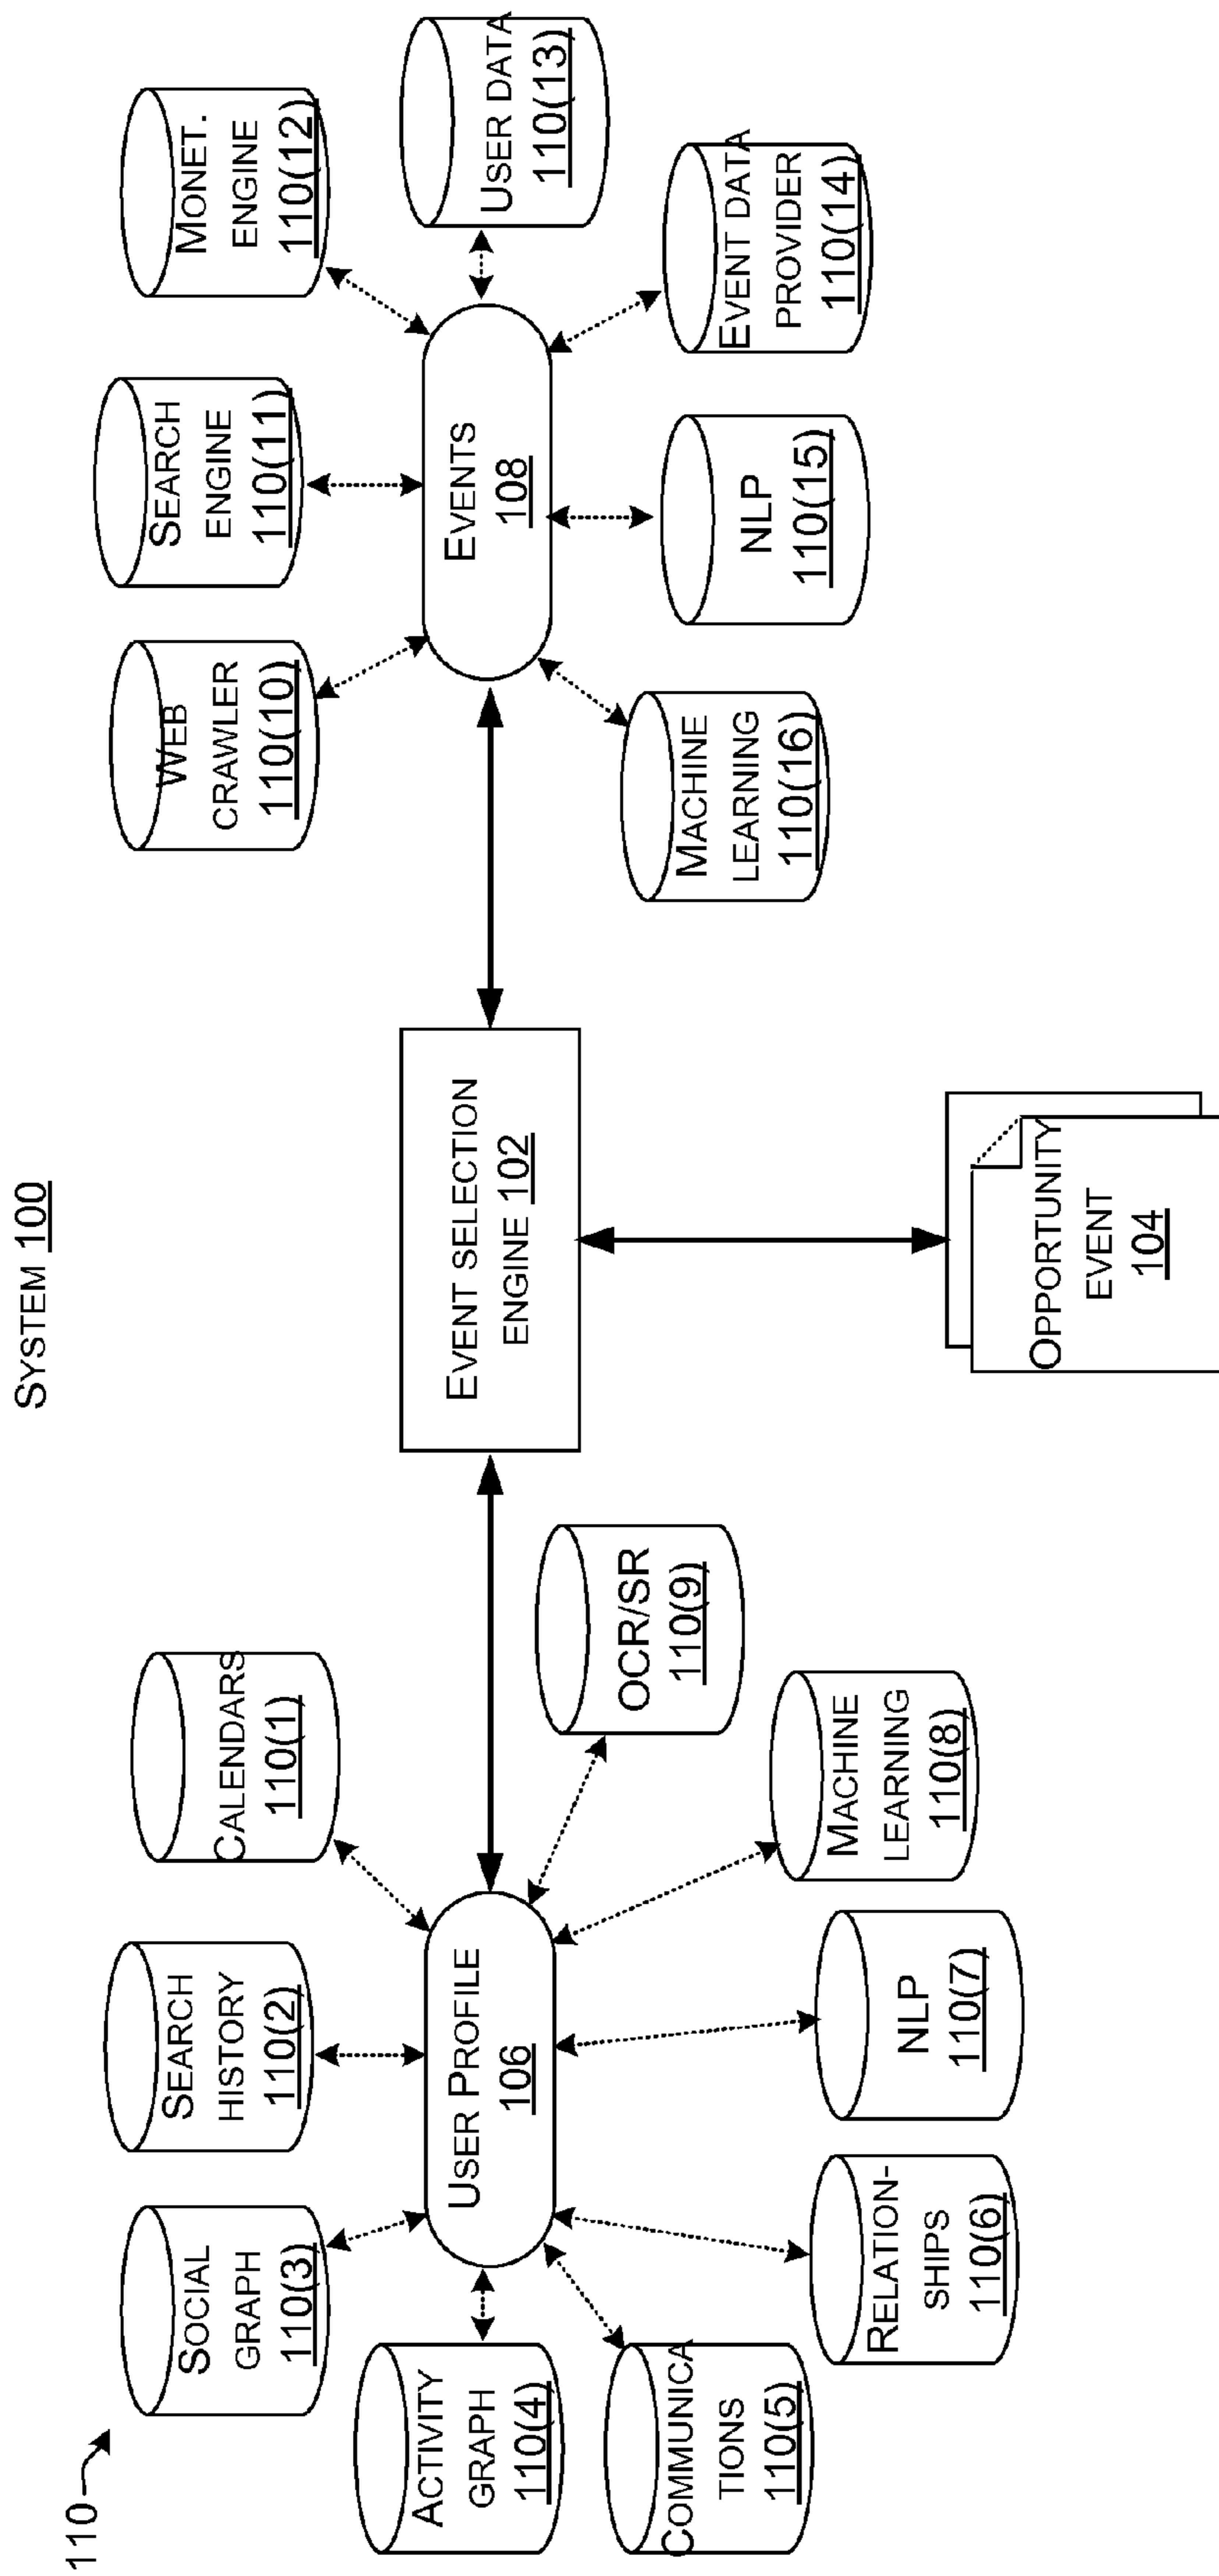 SYSTEM 100
110
SOCIAL
GRAPH
110(3)
SEARCH
HISTORY
110(2)
CALENDARS
110(1)
WEB
CRAWLER
110(10)
SEARCH
ENGINE
110(11)
MONET.
ENGINE
110(12)
ACTIVITY
GRAPH
110(4)
USER PROFILE
106
EVENT SELECTION
ENGINE 102
EVENTS
108
USER DATA
110(13)
COMMUNICA
TIONS
110(5)
RELATION-
SHIPS
110(6)
NLP
110(7)
MACHINE
LEARNING
110(8)
OCR/SR
110(9)
MACHINE
LEARNING
110(16)
NLP
110(15)
EVENT DATA
PROVIDER
110(14)
OPPORTUNITY
EVENT
104